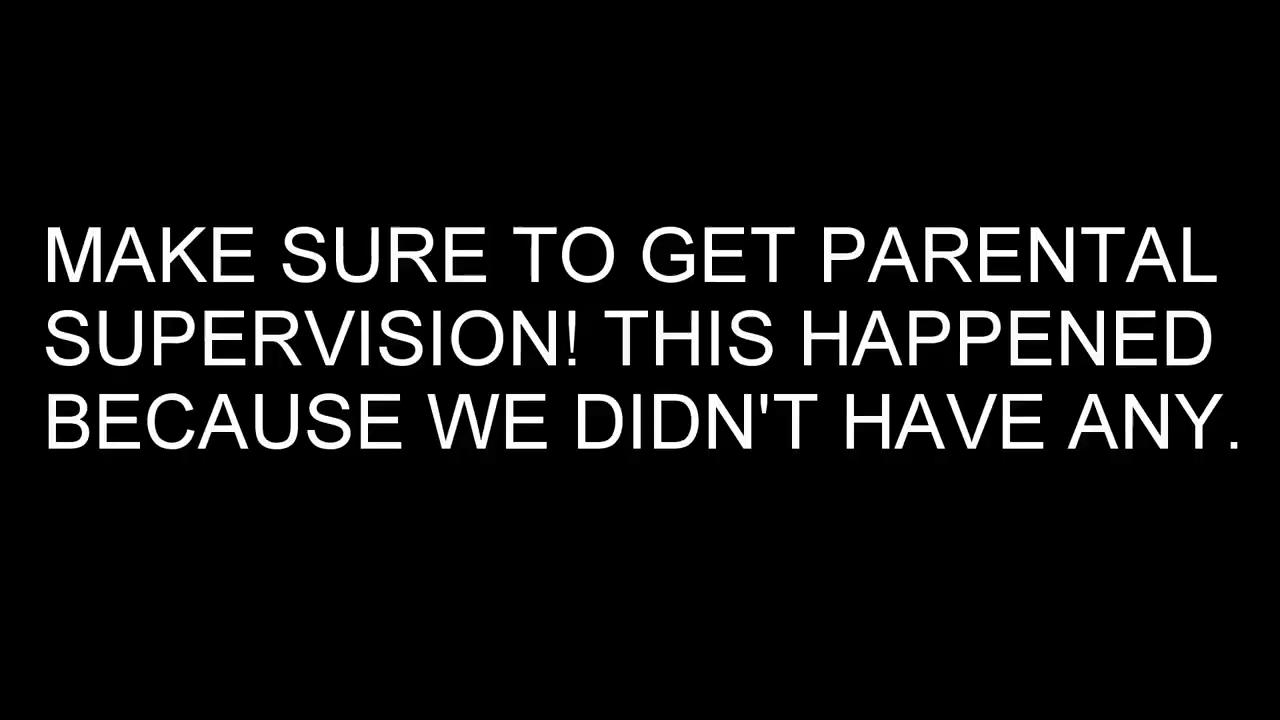 MAKE SURE TO GET PARENTAL
SUPERVISION! THIS HAPPENED
BECAUSE WE DIDN'T HAVE ANY.